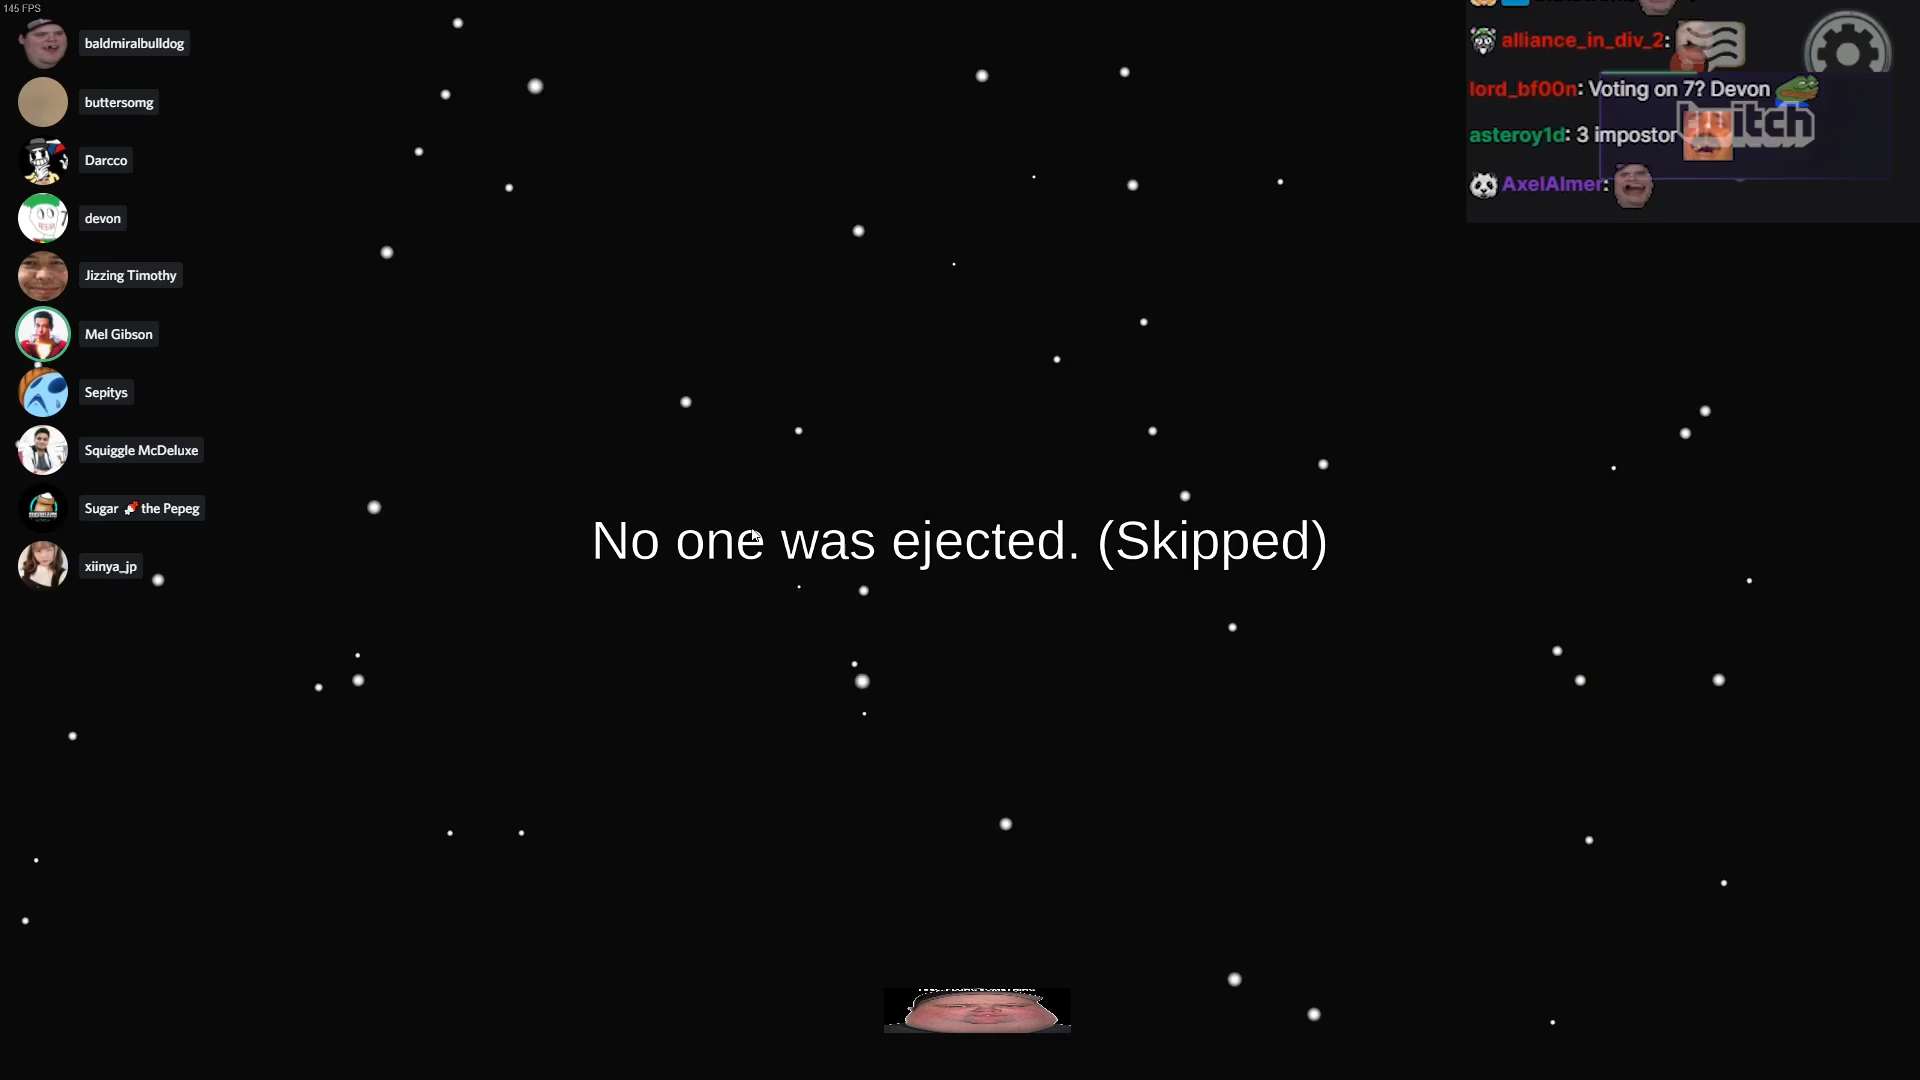 145 FPS
baldmiralbulldog
buttersomg
Darcco
devon
Jizzing Timothy
Mel Gibson
Sepitys
Squiggle McDeluxe
Sugar the Pepeg
xiinya_jp
alliance_in_div_2:
lord_bf00n: Voting on 7? Devon
asteroy1d: 3 impostor
twitch
AxelAlmer:
No one was ejected. (Skipped)